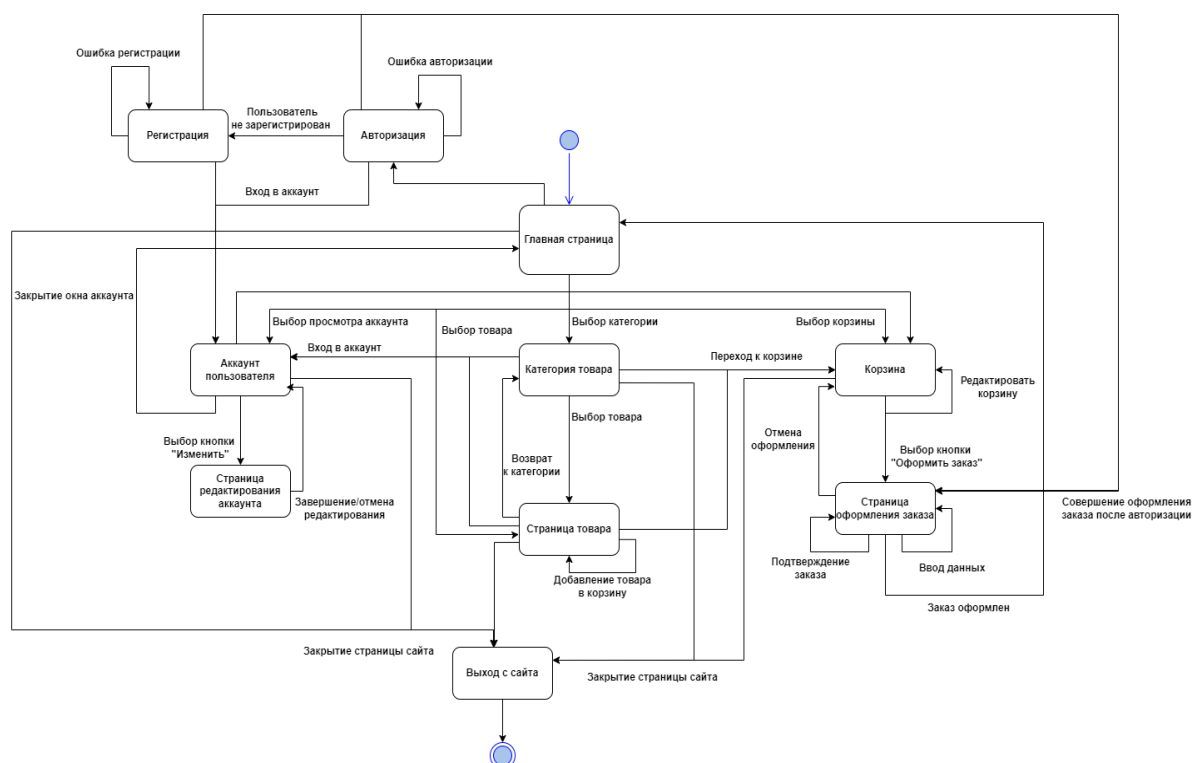 Ошибка регистрации
Ошибка авторизации
Регистрация
Пользователь
не зарегистрирован
Авторизация
Вход в аккаунт
Главная страница
Закрытие окна аккаунта
Выбор просмотра аккаунта
Выбор товара
Выбор категории
Выбор корзины
Вход в аккаунт
Переход к корзине
Аккаунт
пользователя
Категория товара
Корзина
Редактировать
корзину
Выбор товара
Отмена
оформления
Выбор кнопки
"Изменить"
Возврат
к категории
Выбор кнопки
"Оформить заказ"
Страница
редактирования
аккаунта
Завершение/отмена
редактирования
Страница товара
Страница
оформления заказа
Совершение оформления
заказа после авторизации
Добавление товара
в корзину
Подтверждение
заказа
Ввод данных
Заказ оформлен
Закрытие страницы сайта
Выход с сайта
Закрытие страницы сайта